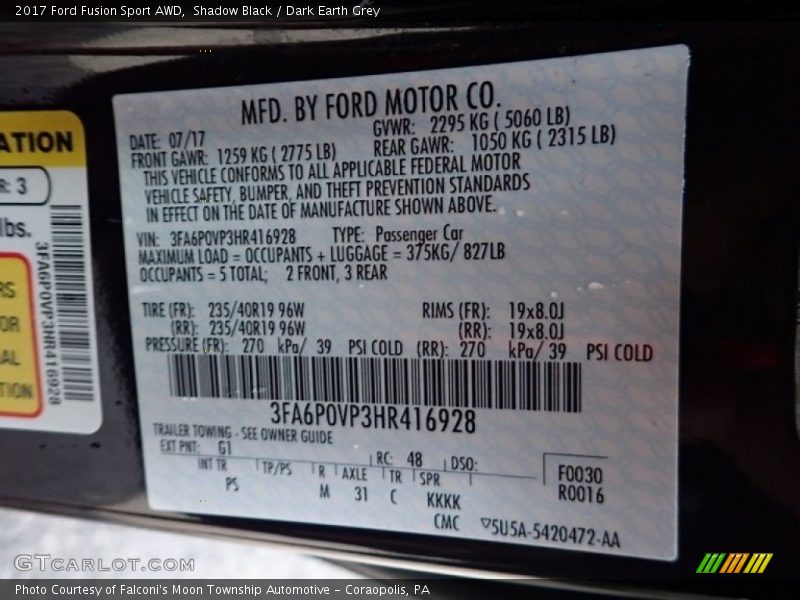 2017 Ford Fusion Sport AWD, Shadow Black / Dark Earth Grey
ATION
R: 3
lbs.
RS
OR
AL
TION
3FA6P0VP3HR416928
MFD. BY FORD MOTOR CO.
DATE: 07/17 GVWR: 2295 KG ( 5060 LB)
FRONT GAWR: 1259 KG ( 2775 LB) REAR GAWR: 1050 KG ( 2315 LB)
THIS VEHICLE CONFORMS TO ALL APPLICABLE FEDERAL MOTOR
VEHICLE SAFETY, BUMPER, AND THEFT PREVENTION STANDARDS
IN EFFECT ON THE DATE OF MANUFACTURE SHOWN ABOVE.
VIN: 3FA6P0VP3HR416928 TYPE: Passenger Car
MAXIMUM LOAD = OCCUPANTS + LUGGAGE = 375KG/ 827LB
OCCUPANTS = 5 TOTAL; 2 FRONT, 3 REAR
TIRE (FR): 235/40R19 96W RIMS (FR): 19x8.0J
(RR): 235/40R19 96W (RR): 19x8.0J
PRESSURE (FR): 270 kPa/ 39 PSI COLD (RR): 270 kPa/ 39 PSI COLD
3FA6P0VP3HR416928
TRAILER TOWING - SEE OWNER GUIDE
EXT PNT: G1 RC: 48 DSO: F0030
INT TR TP/PS R AXLE TR SPR R0016
PS M 31 C KKKK
CMC ▽5U5A-5420472-AA
GTCARLOT.COM
Photo Courtesy of Falconi's Moon Township Automotive - Coraopolis, PA